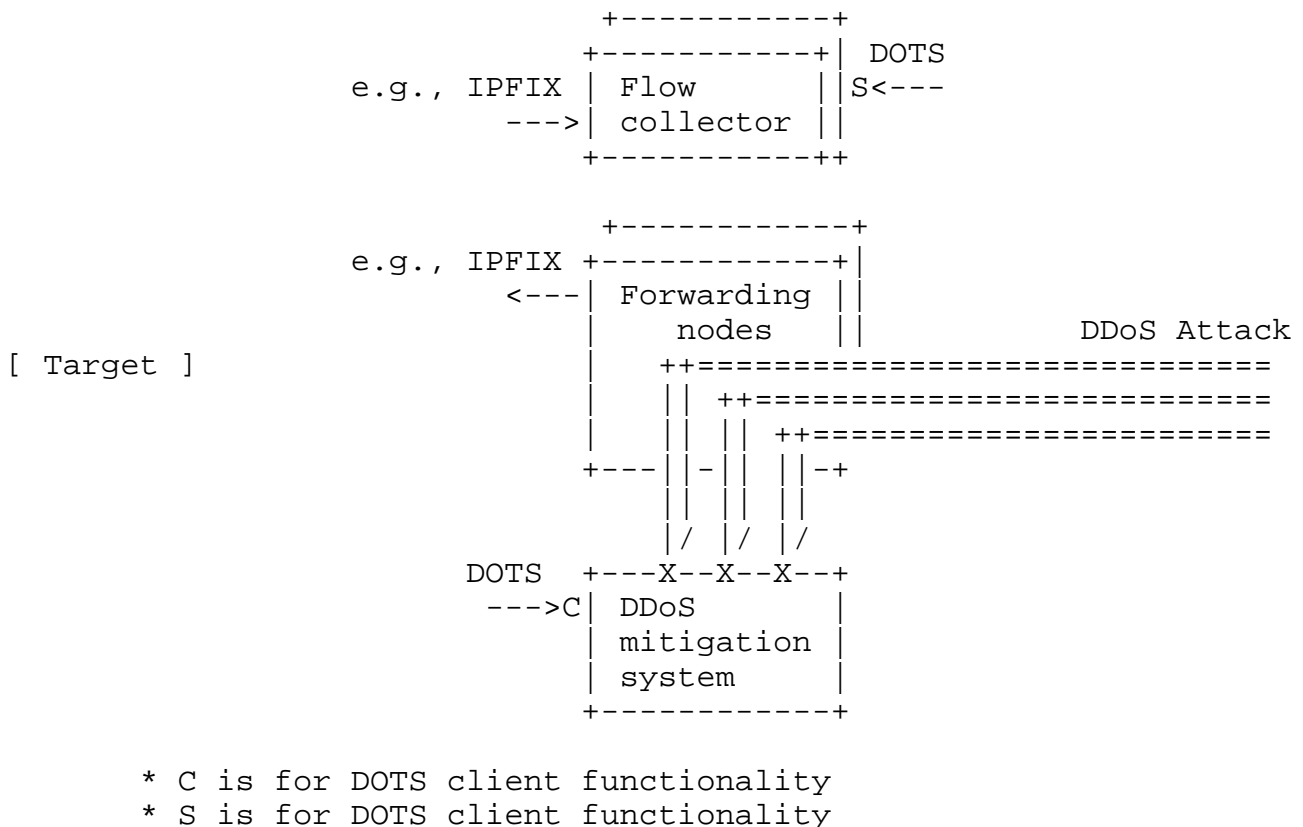 DOTS
e.g., IPFIX | Flow ||S<---
--->| collector ||
e.g., IPFIX
<---| Forwarding ||
nodes DDoS Attack
[ Target ]
X--X--X
DOTS
--->C| DDoS
mitigation
system
* C is for DOTS client functionality
* S is for DOTS client functionality